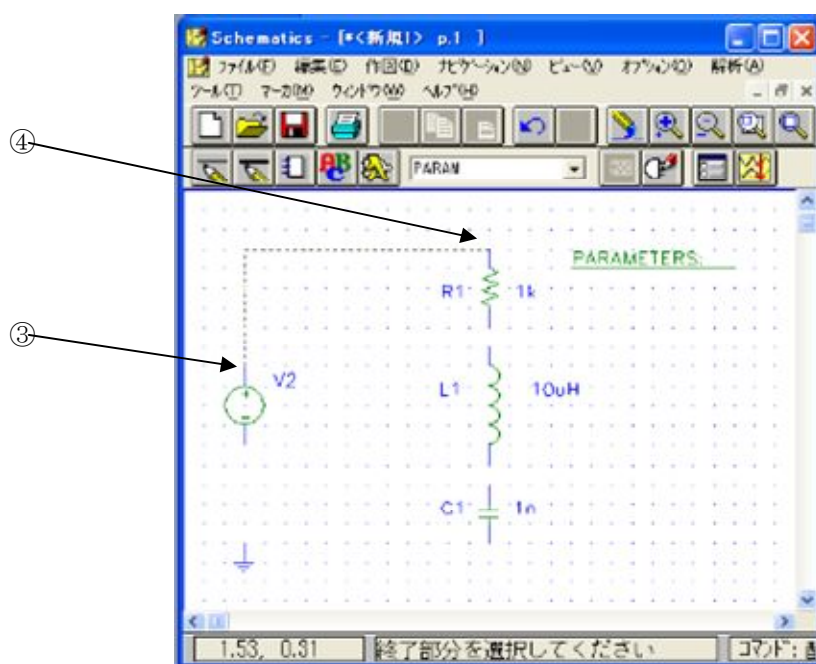 Schematics - [*<新規1> p.1 ]
ファイル(F) 編集(E) 作図(D) ナビゲーション(N) ビュー(V) オプション(O) 解析(A)
ツール(T) マーカ(M) ウィンドウ(W) ヘルプ(H)
④
PARAM
PARAMETERS:
R1 1k
③
V2
L1 10uH
C1 1n
1.53, 0.31 終了部分を選択してください コマンド: